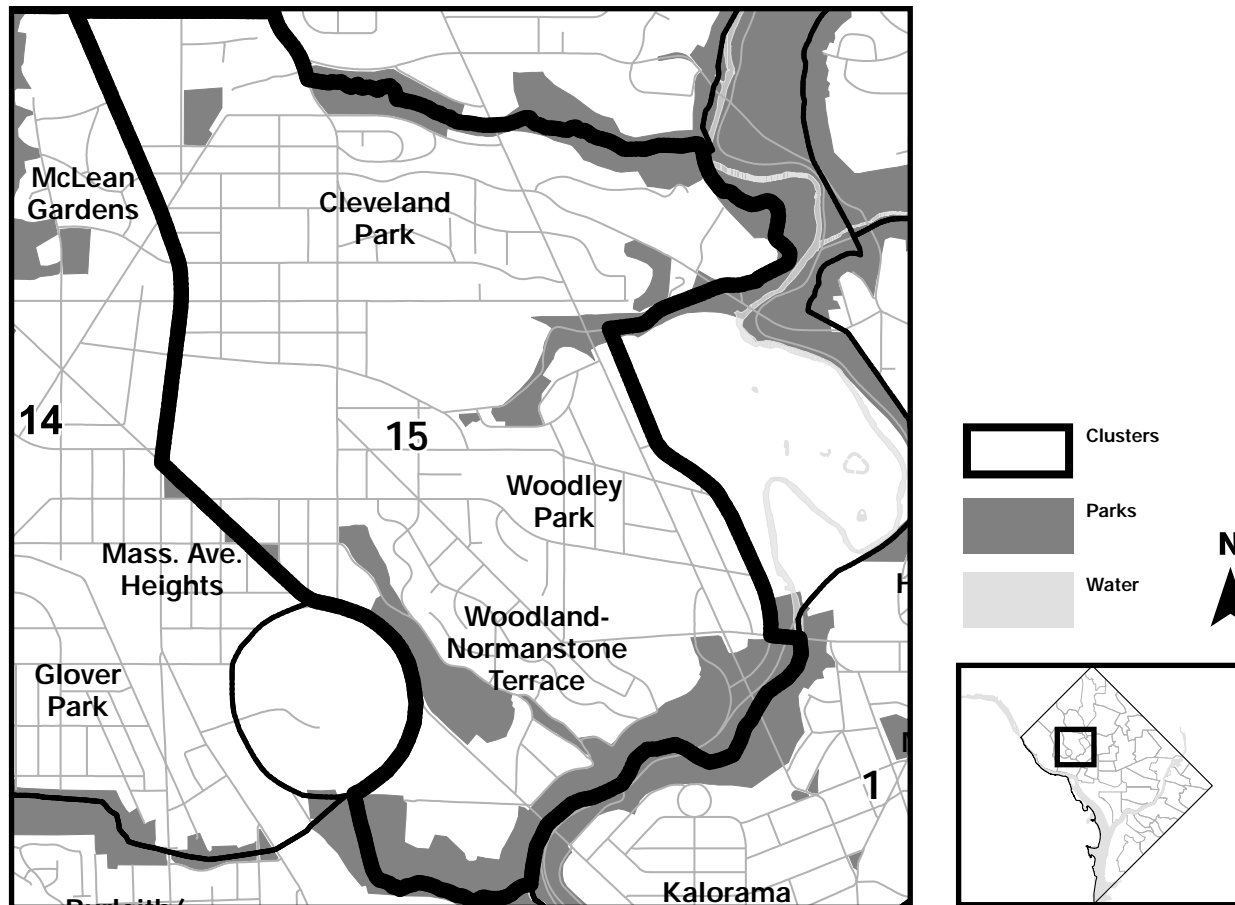 McLean
Gardens
Cleveland
Park
14
15
Woodley
Park
Mass. Ave.
Heights
Woodland-
Normanstone
Terrace
Glover
Park
1
Kalorama
Clusters
Parks
Water
N